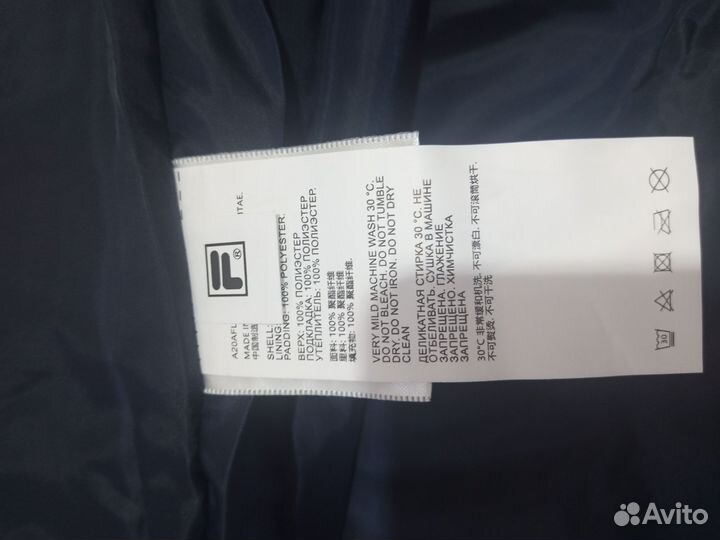 ITAE.
F®
A20AFL
MADE IN
中国制造
SHELL:
LINING:
PADDING: 100% POLYESTER.
ВЕРХ: 100% ПОЛИЭСТЕР
ПОДКЛАДКА: 100% ПОЛИЭСТЕР
УТЕПЛИТЕЛЬ: 100% ПОЛИЭСТЕР.
面料: 100% 聚酯纤维
里料: 100% 聚酯纤维
填充物: 100% 聚酯纤维.
VERY MILD MACHINE WASH 30 °C.
DO NOT BLEACH. DO NOT TUMBLE
DRY. DO NOT IRON. DO NOT DRY
CLEAN
ДЕЛИКАТНАЯ СТИРКА 30 °C. НЕ
ОТБЕЛИВАТЬ. СУШКА В МАШИНЕ
ЗАПРЕЩЕНА. ГЛАЖЕНИЕ
ЗАПРЕЩЕНО. ХИМЧИСТКА
ЗАПРЕЩЕНА
30°C 非常缓和机洗. 不可漂白. 不可滚筒烘干.
不可熨烫. 不可干洗
30
Avito